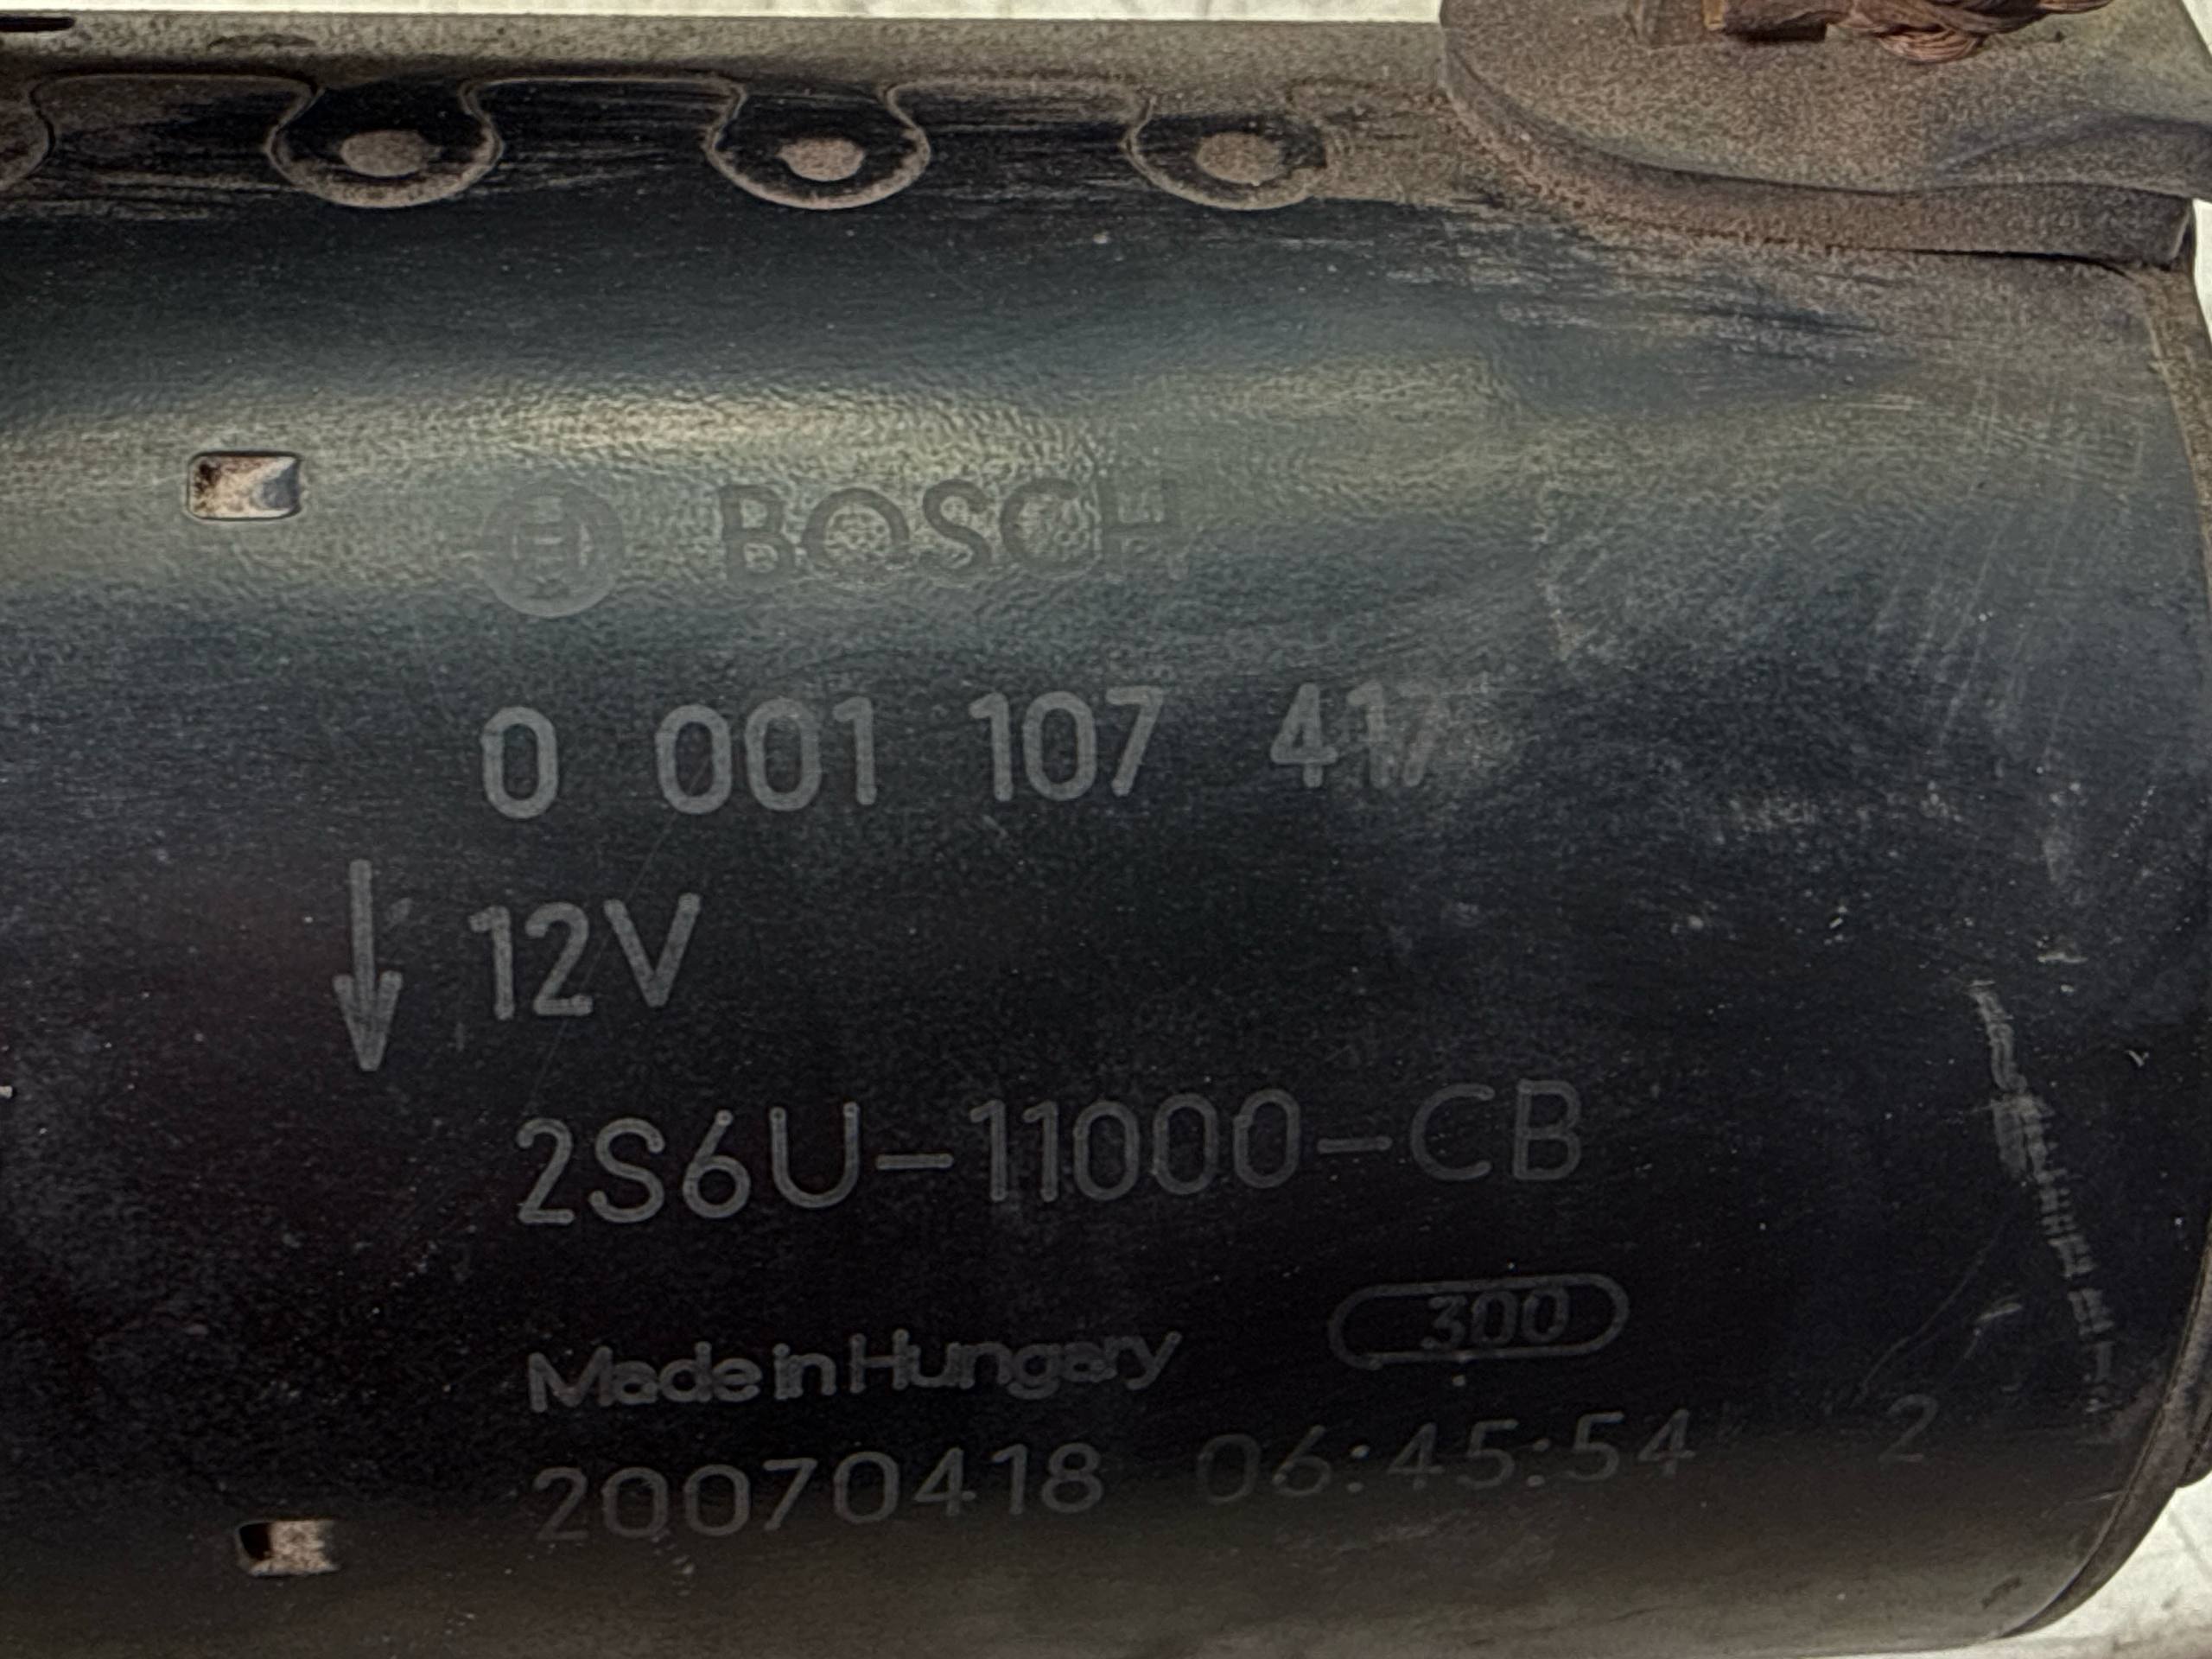 BOSCH
0 001 107 417
12V
2S6U-11000-CB
300
Made in Hungary
20070418 06:45:54 2